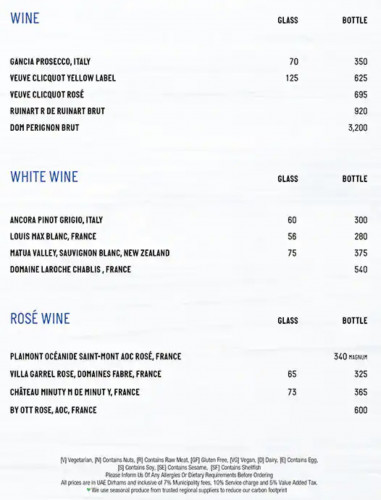 WINE GLASS BOTTLE
GANCIA PROSECCO, ITALY 70 350
VEUVE CLICQUOT YELLOW LABEL 125 625
VEUVE CLICQUOT ROSÉ 695
RUINART R DE RUINART BRUT 920
DOM PERIGNON BRUT 3,200
WHITE WINE GLASS BOTTLE
ANCORA PINOT GRIGIO, ITALY 60 300
LOUIS MAX BLANC, FRANCE 56 280
MATUA VALLEY, SAUVIGNON BLANC, NEW ZEALAND 75 375
DOMAINE LAROCHE CHABLIS , FRANCE 540
ROSÉ WINE GLASS BOTTLE
PLAIMONT OCÉANIDE SAINT-MONT AOC ROSÉ, FRANCE 340 MAGNUM
VILLA GARREL ROSE, DOMAINES FABRE, FRANCE 65 325
CHÂTEAU MINUTY M DE MINUT Y, FRANCE 73 365
BY OTT ROSE, AOC, FRANCE 600
[V] Vegetarian, [N] Contains Nuts, [R] Contains Raw Meat, [GF] Gluten Free, [VG] Vegan, [D] Dairy, [E] Contains Egg,
[S] Contains Soy, [SE] Contains Sesame, [SF] Contains Shellfish
Please Inform Us Of Any Allergies Or Dietary Requirements Before Ordering
All prices are in UAE Dirhams and inclusive of 7% Municipality fees, 10% Service charge and 5% Value Added Tax.
We use seasonal produce from trusted regional suppliers to reduce our carbon footprint